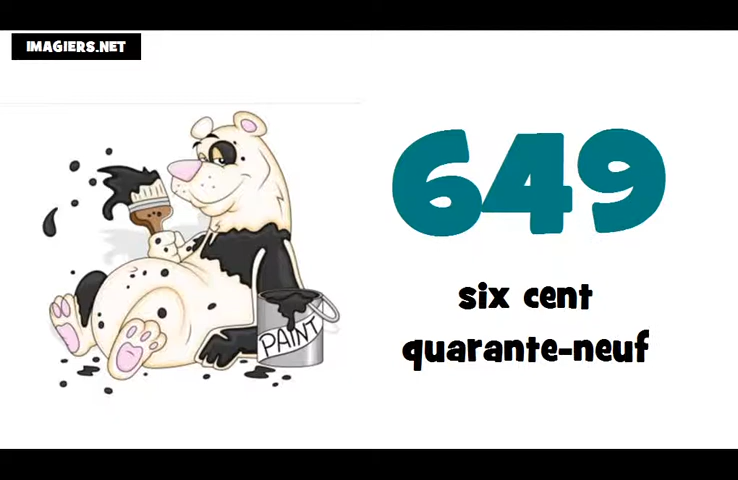 IMAGIERS.NET
649
six cent
quarante-neuf
PAINT